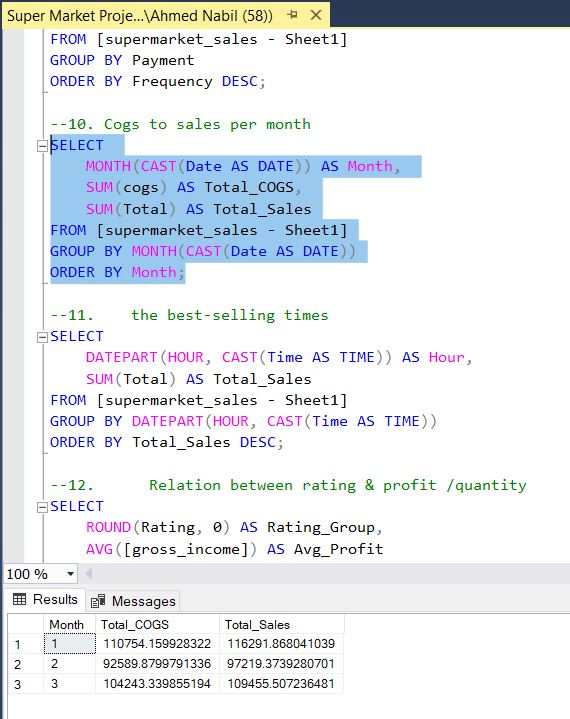 Super Market Proje...\Ahmed Nabil (58))
FROM [supermarket_sales - Sheet1]
GROUP BY Payment
ORDER BY Frequency DESC;
--10. Cogs to sales per month
SELECT
MONTH(CAST(Date AS DATE)) AS Month,
SUM(cogs) AS Total_COGS,
SUM(Total) AS Total_Sales
FROM [supermarket_sales - Sheet1]
GROUP BY MONTH(CAST(Date AS DATE))
ORDER BY Month;
--11. the best-selling times
SELECT
DATEPART(HOUR, CAST(Time AS TIME)) AS Hour,
SUM(Total) AS Total_Sales
FROM [supermarket_sales - Sheet1]
GROUP BY DATEPART(HOUR, CAST(Time AS TIME))
ORDER BY Total_Sales DESC;
--12. Relation between rating & profit /quantity
SELECT
ROUND(Rating, 0) AS Rating_Group,
AVG([gross_income]) AS Avg_Profit
100 %
Results Messages
Month Total_COGS Total_Sales
1 1 110754.159928322 116291.868041039
2 2 92589.8799791336 97219.3739280701
3 3 104243.339855194 109455.507236481